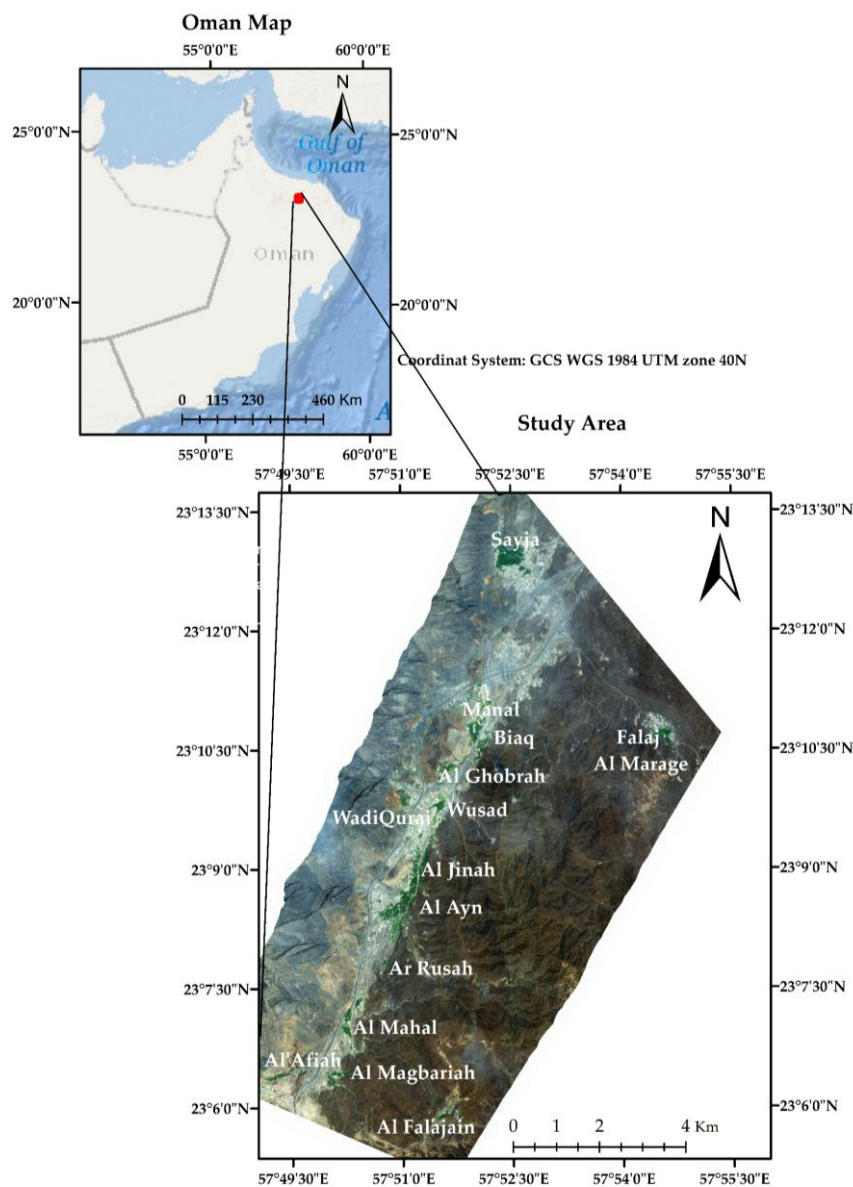 Oman Map
55°0'0"E 60°0'0"E
N
25°0'0"N 25°0'0"N
Gulf of
Oman
Oman
20°0'0"N 20°0'0"N
Coordinat System: GCS WGS 1984 UTM zone 40N
0 115 230 460 Km
A
55°0'0"E 60°0'0"E
Study Area
57°49'30"E 57°51'0"E 57°52'30"E 57°54'0"E 57°55'30"E
23°13'30"N 23°13'30"N
N
Sayja
23°12'0"N 23°12'0"N
Manal
Biaq
Falaj
Al Marage
23°10'30"N 23°10'30"N
Al Ghobrah
Wusad
WadiQurai
Al Jinah
23°9'0"N 23°9'0"N
Al Ayn
Ar Rusah
23°7'30"N 23°7'30"N
Al Mahal
Al'Afiah
Al Magbariah
23°6'0"N 23°6'0"N
Al Falajain
0 1 2 4 Km
57°49'30"E 57°51'0"E 57°52'30"E 57°54'0"E 57°55'30"E